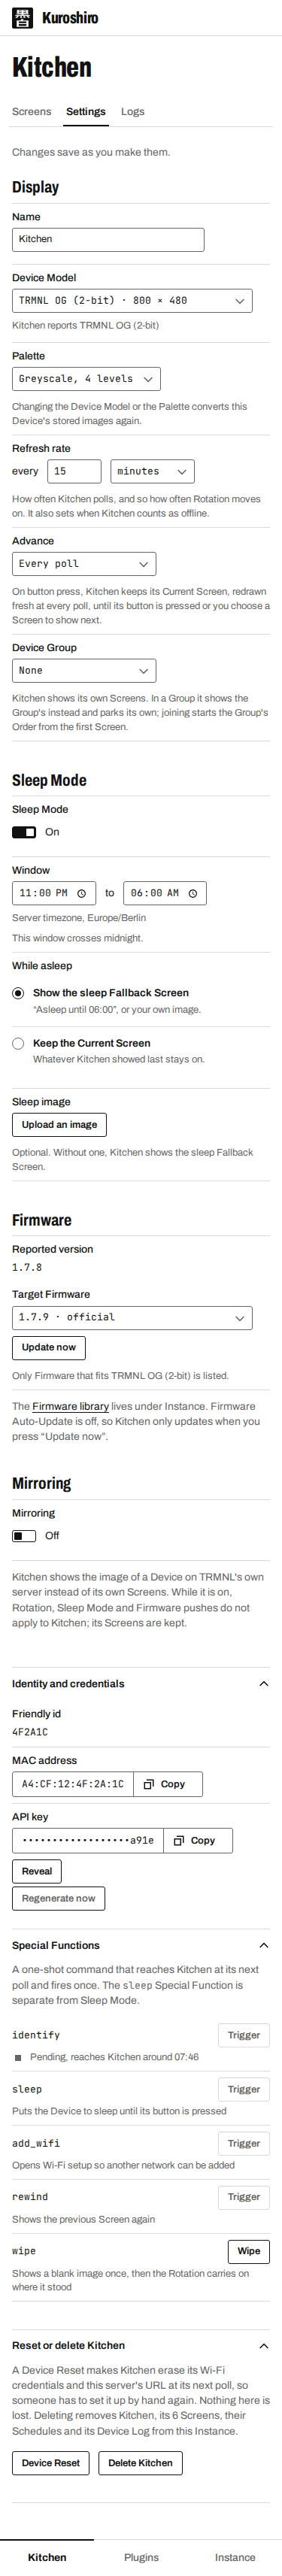 黒白 Kuroshiro
Kitchen
Screens Settings Logs
Changes save as you make them.
Display
Name
Kitchen
Device Model
TRMNL OG (2-bit) · 800 × 480
Kitchen reports TRMNL OG (2-bit)
Palette
Greyscale, 4 levels
Changing the Device Model or the Palette converts this
Device's stored images again.
Refresh rate
every 15 minutes
How often Kitchen polls, and so how often Rotation moves
on. It also sets when Kitchen counts as offline.
Advance
Every poll
On button press, Kitchen keeps its Current Screen, redrawn
fresh at every poll, until its button is pressed or you choose a
Screen to show next.
Device Group
None
Kitchen shows its own Screens. In a Group it shows the
Group's instead and parks its own; joining starts the Group's
Order from the first Screen.
Sleep Mode
Sleep Mode
On
Window
11:00 PM to 06:00 AM
Server timezone, Europe/Berlin
This window crosses midnight.
While asleep
Show the sleep Fallback Screen
“Asleep until 06:00”, or your own image.
Keep the Current Screen
Whatever Kitchen showed last stays on.
Sleep image
Upload an image
Optional. Without one, Kitchen shows the sleep Fallback
Screen.
Firmware
Reported version
1.7.8
Target Firmware
1.7.9 · official
Update now
Only Firmware that fits TRMNL OG (2-bit) is listed.
The Firmware library lives under Instance. Firmware
Auto-Update is off, so Kitchen only updates when you
press “Update now”.
Mirroring
Mirroring
Off
Kitchen shows the image of a Device on TRMNL's own
server instead of its own Screens. While it is on,
Rotation, Sleep Mode and Firmware pushes do not
apply to Kitchen; its Screens are kept.
Identity and credentials
Friendly id
4F2A1C
MAC address
A4:CF:12:4F:2A:1C Copy
API key
••••••••••••••••••a91e Copy
Reveal
Regenerate now
Special Functions
A one-shot command that reaches Kitchen at its next
poll and fires once. The sleep Special Function is
separate from Sleep Mode.
identify Trigger
Pending, reaches Kitchen around 07:46
sleep Trigger
Puts the Device to sleep until its button is pressed
add_wifi Trigger
Opens Wi-Fi setup so another network can be added
rewind Trigger
Shows the previous Screen again
wipe Wipe
Shows a blank image once, then the Rotation carries on
where it stood
Reset or delete Kitchen
A Device Reset makes Kitchen erase its Wi-Fi
credentials and this server's URL at its next poll, so
someone has to set it up by hand again. Nothing here is
lost. Deleting removes Kitchen, its 6 Screens, their
Schedules and its Device Log from this Instance.
Device Reset Delete Kitchen
Kitchen Plugins Instance